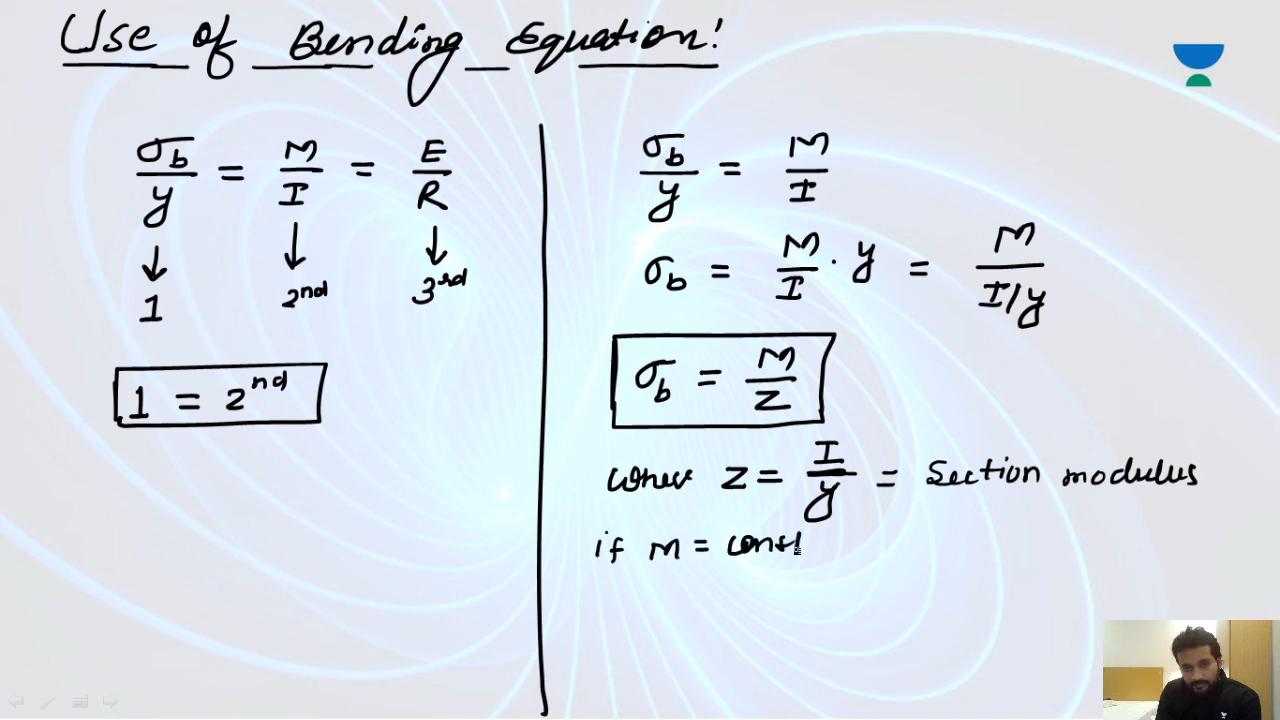 Use of Bending Equation!
σb/y = M/I = E/R
↓ ↓ ↓
1 2nd 3rd
1 = 2nd
σb/y = M/I
σb = M/I · y = M/(I/y)
σb = M/Z
where Z = I/y = Section modulus
if M = const